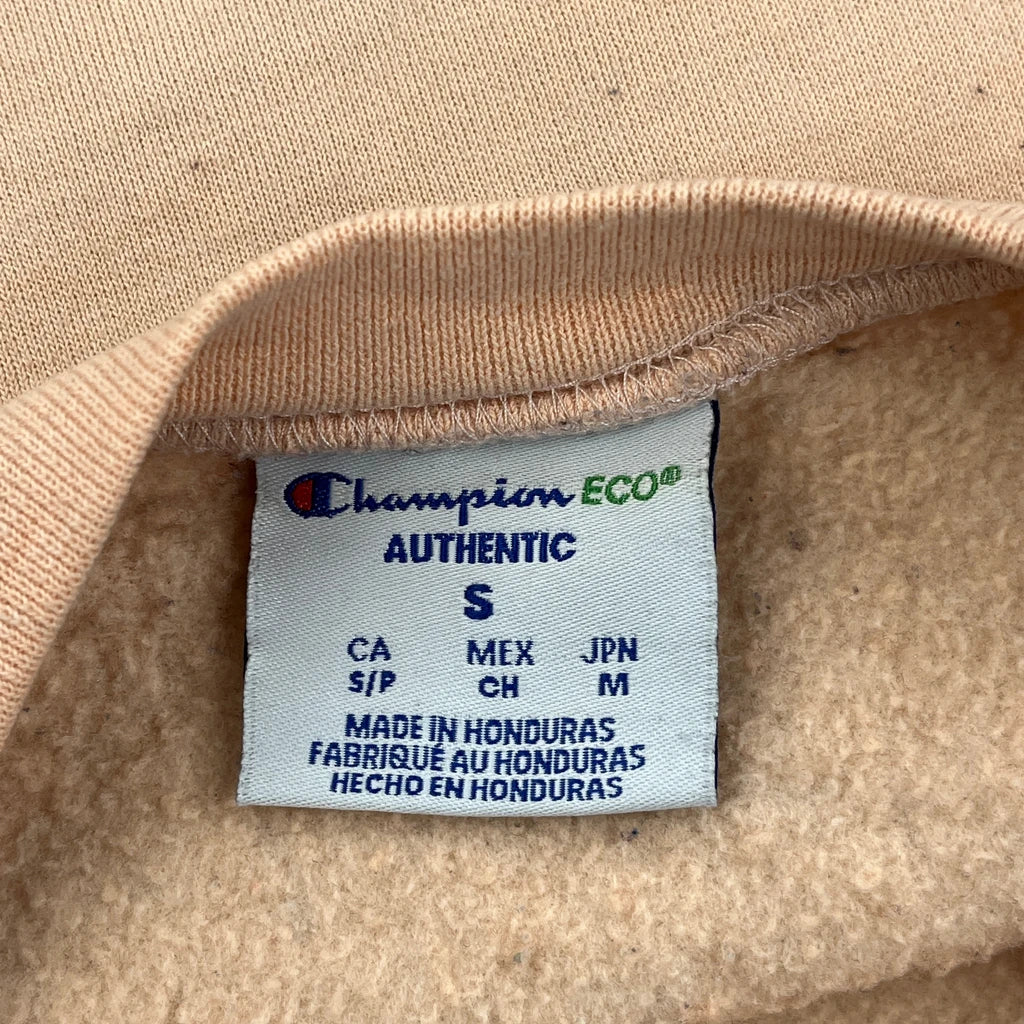 Champion ECO®
AUTHENTIC
S
CA MEX JPN
S/P CH M
MADE IN HONDURAS
FABRIQUÉ AU HONDURAS
HECHO EN HONDURAS